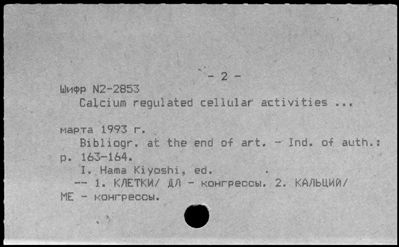 - 2 -
Шифр N2-2853
Calcium regulated cellular activities ...
марта 1993 г.
Bibliogr. at the end of art. - Ind. of auth.:
p. 163-164.
I. Hama Kiyoshi, ed.
-- 1. КЛЕТКИ/ ДЛ - конгрессы. 2. КАЛЬЦИЙ/
МЕ - конгрессы.